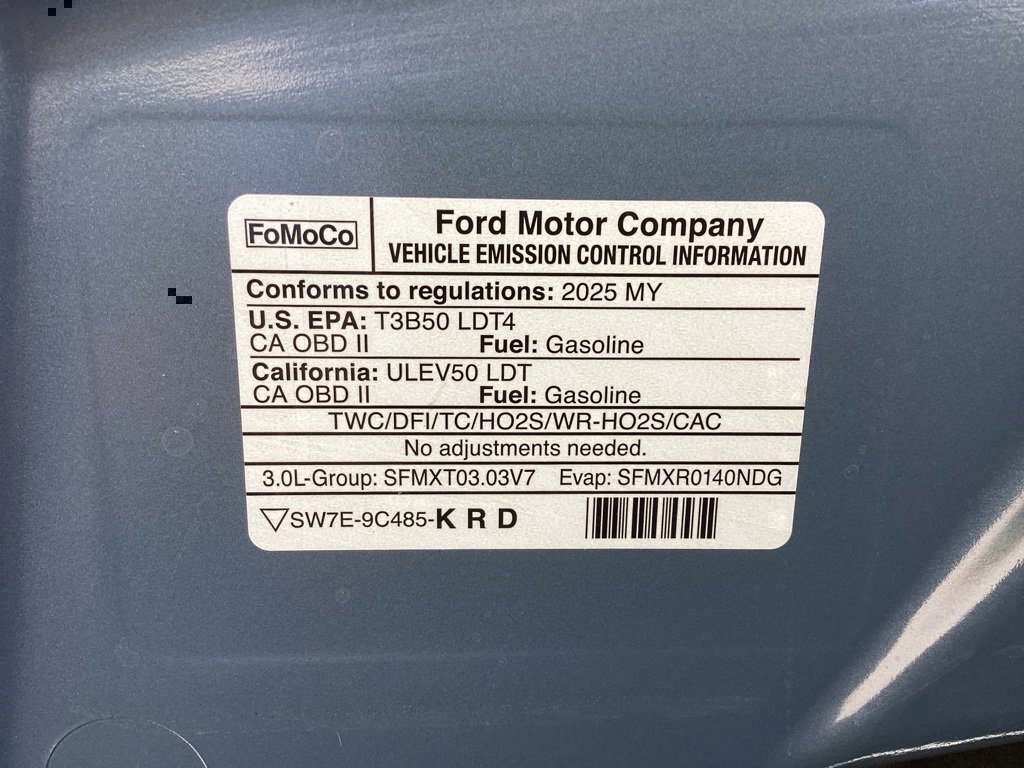 FoMoCo
Ford Motor Company
VEHICLE EMISSION CONTROL INFORMATION
Conforms to regulations: 2025 MY
U.S. EPA: T3B50 LDT4
CA OBD II Fuel: Gasoline
California: ULEV50 LDT
CA OBD II Fuel: Gasoline
TWC/DFI/TC/HO2S/WR-HO2S/CAC
No adjustments needed.
3.0L-Group: SFMXT03.03V7 Evap: SFMXR0140NDG
SW7E-9C485-K R D